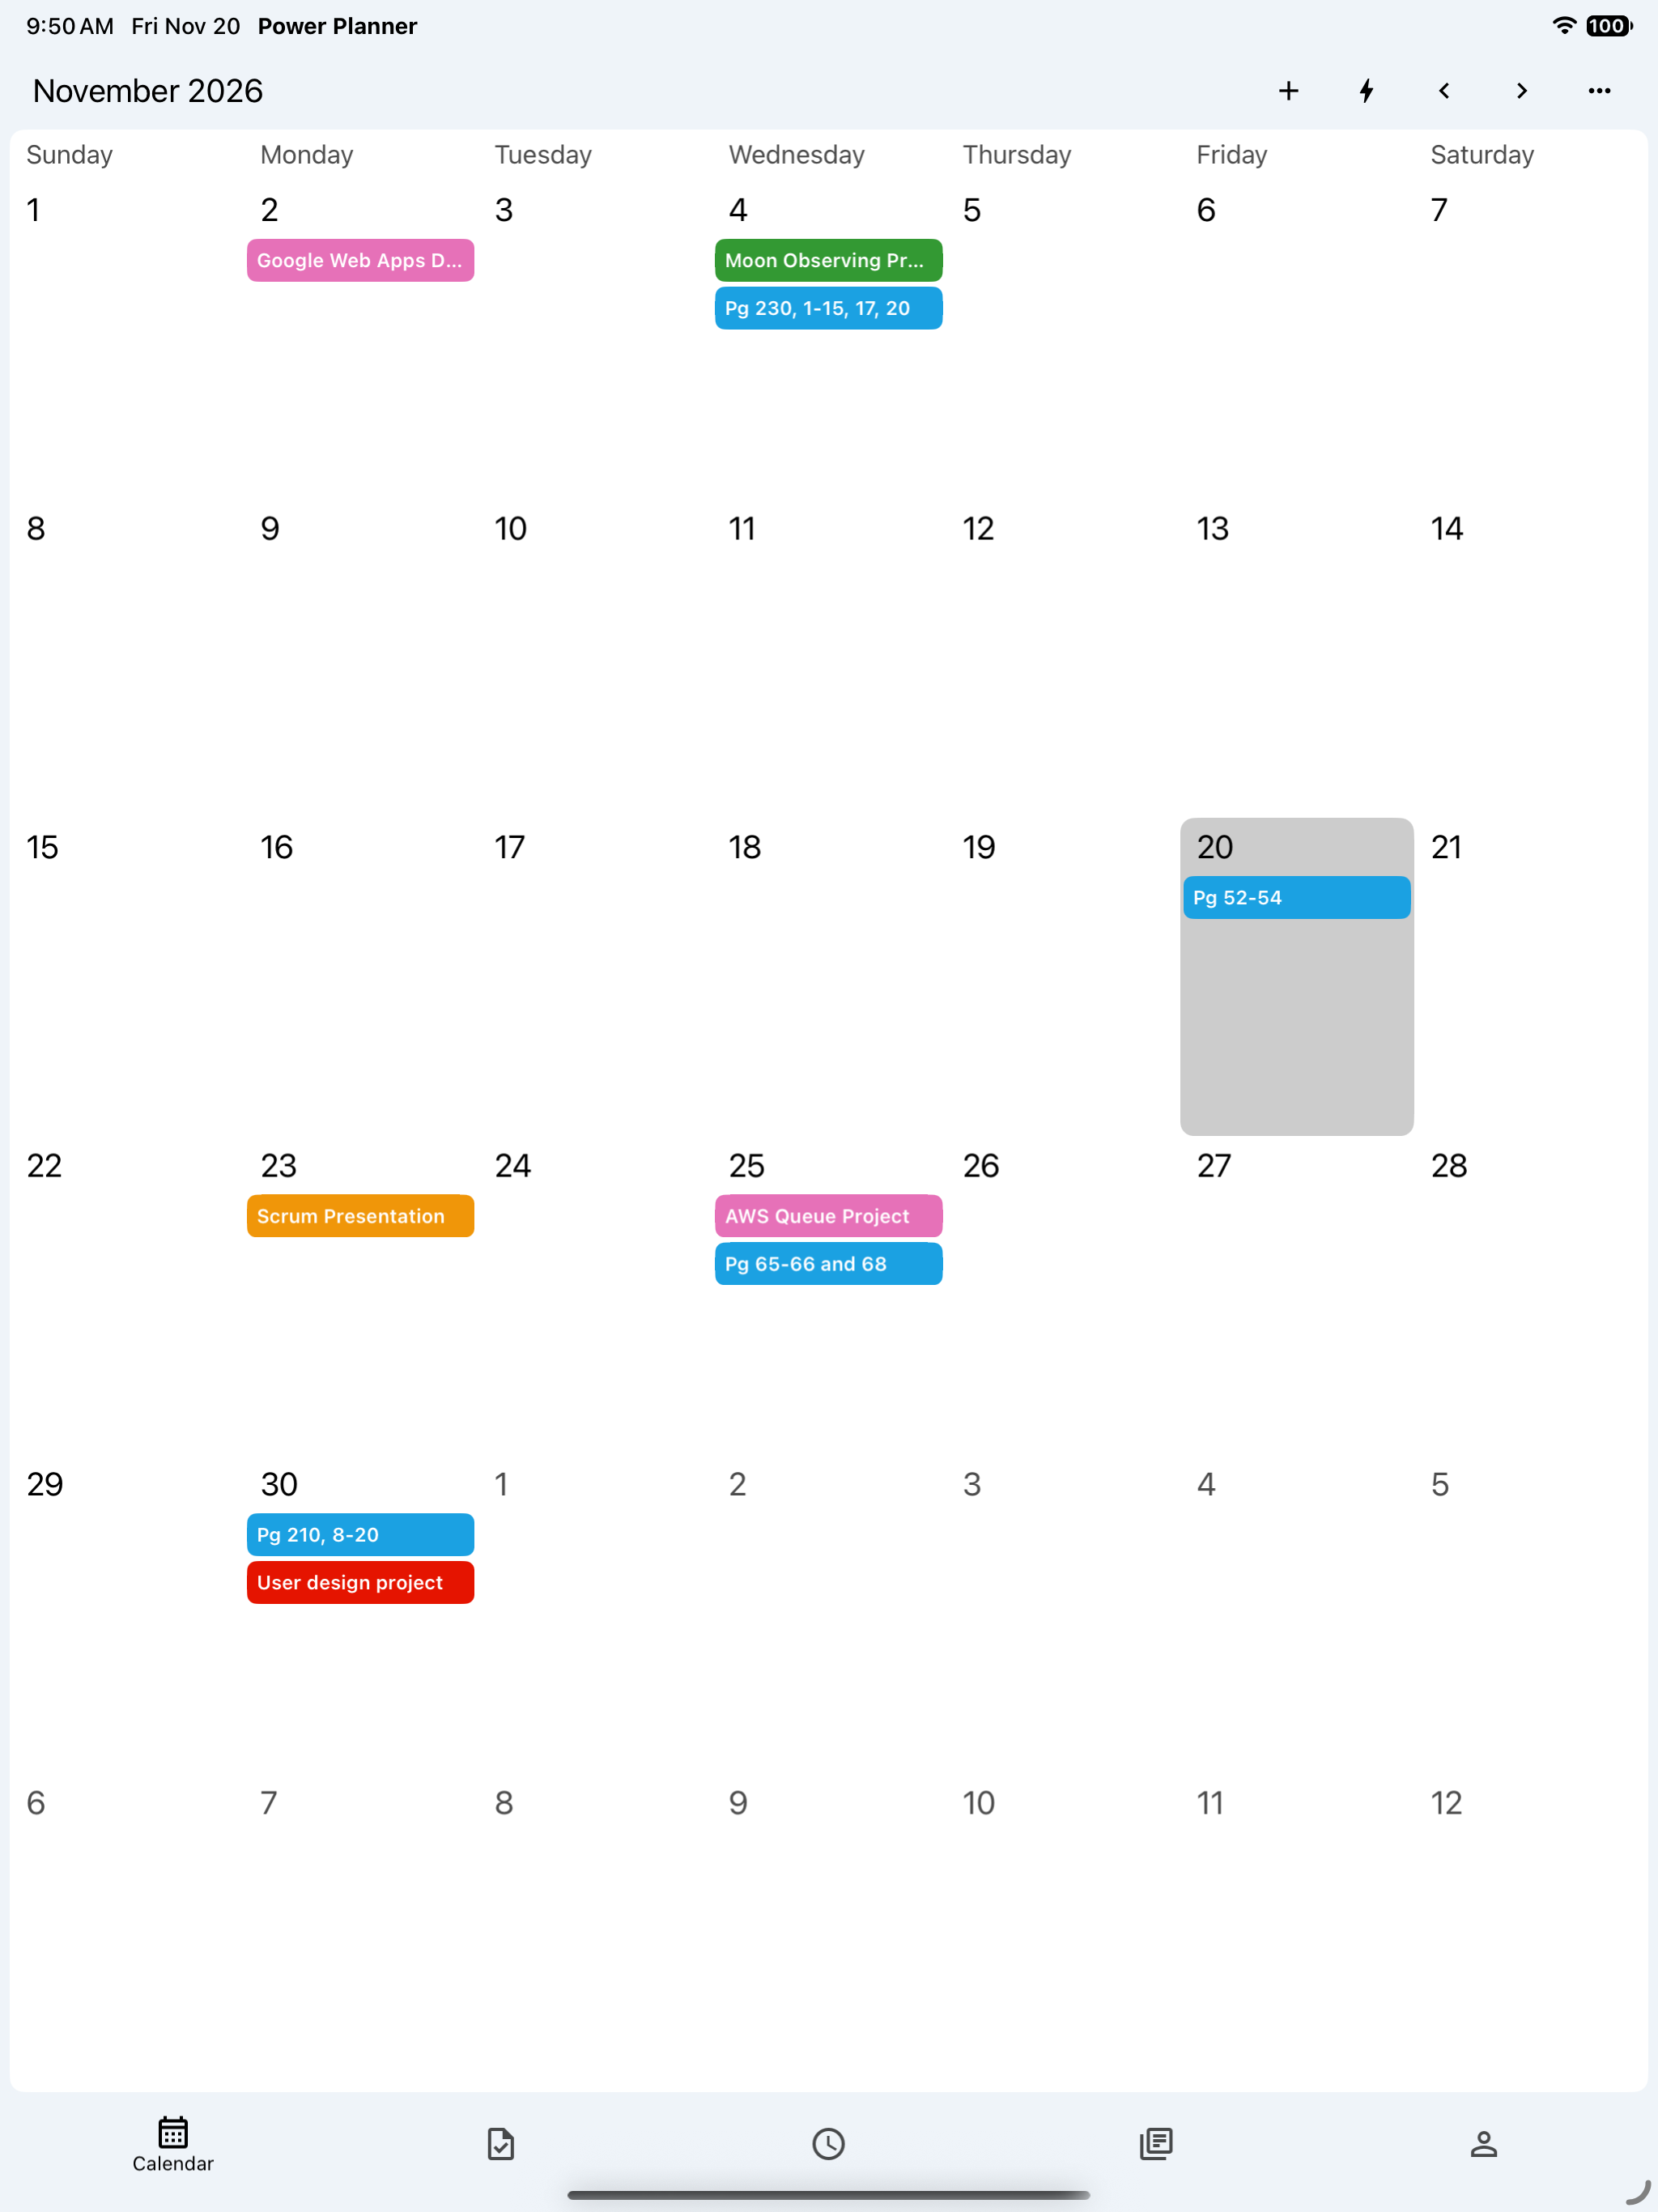 9:50 AM Fri Nov 20 Power Planner 100
November 2026
Sunday Monday Tuesday Wednesday Thursday Friday Saturday
1 2 3 4 5 6 7
Google Web Apps D... Moon Observing Pr...
Pg 230, 1-15, 17, 20
8 9 10 11 12 13 14
15 16 17 18 19 20 21
Pg 52-54
22 23 24 25 26 27 28
Scrum Presentation AWS Queue Project
Pg 65-66 and 68
29 30 1 2 3 4 5
Pg 210, 8-20
User design project
6 7 8 9 10 11 12
Calendar